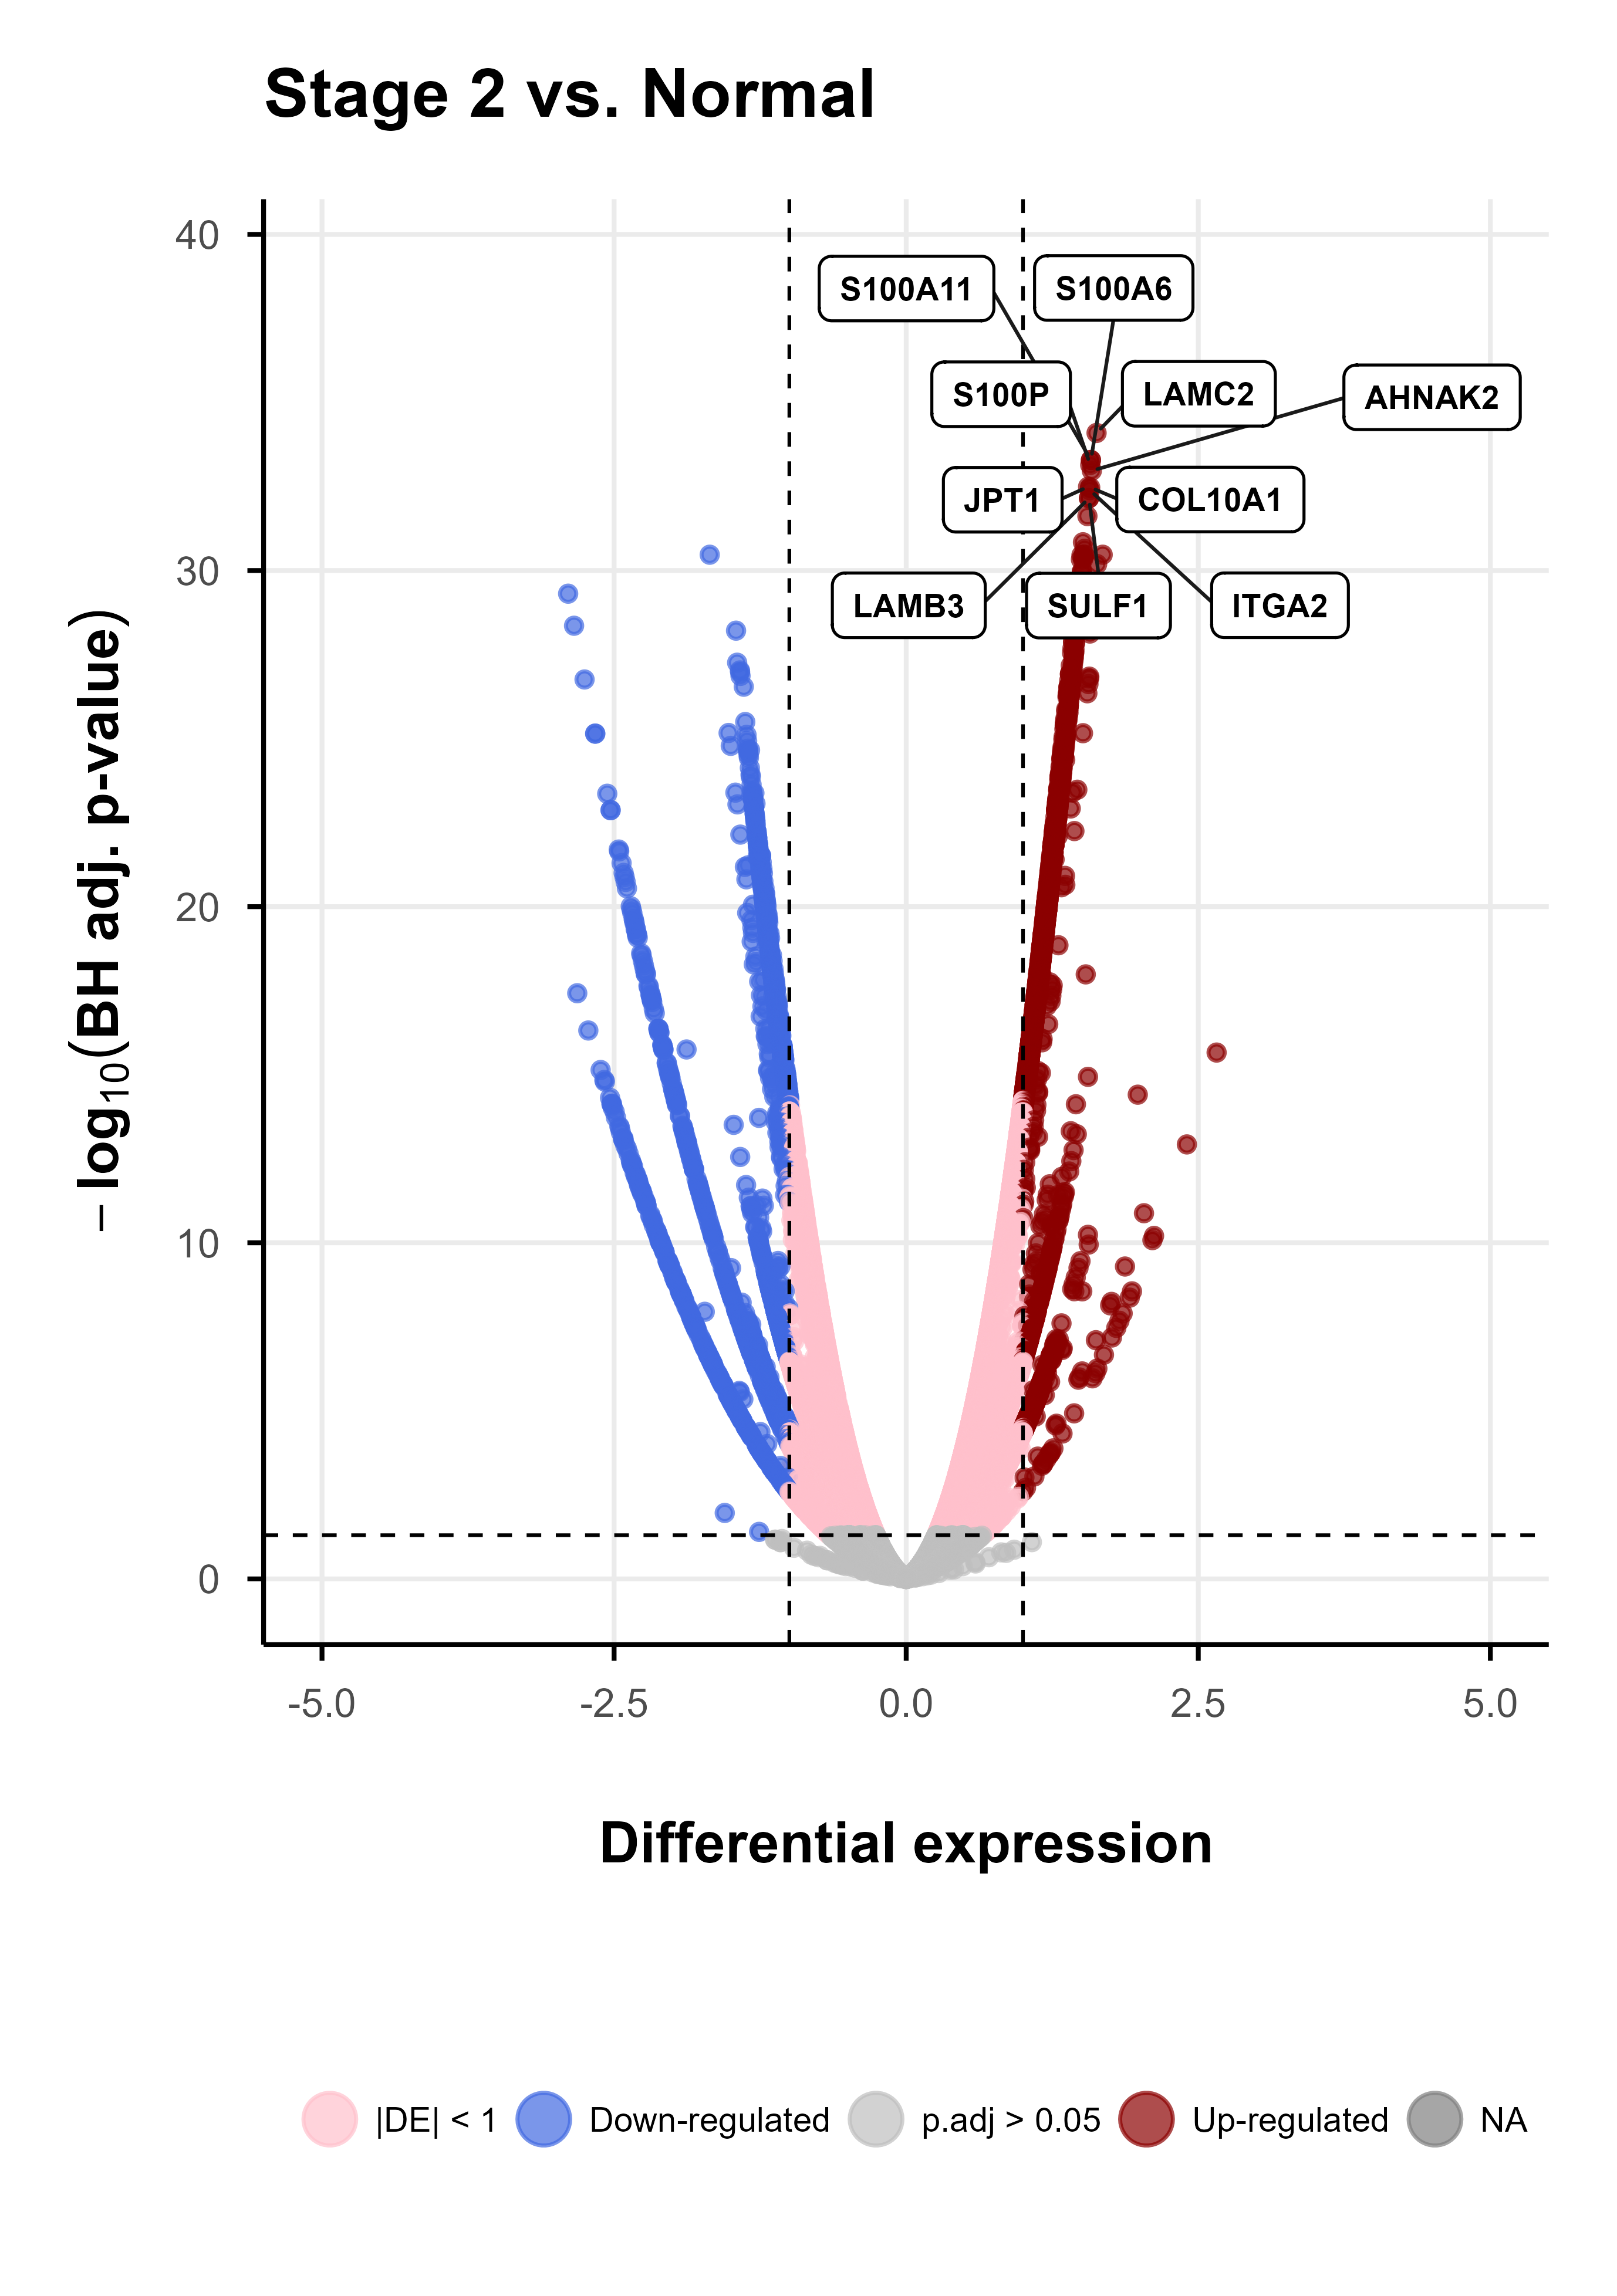 Stage 2 vs. Normal
− log10(BH adj. p-value)
40
30
20
10
0
S100A11
S100A6
S100P
LAMC2
AHNAK2
JPT1
COL10A1
LAMB3
SULF1
ITGA2
-5.0
-2.5
0.0
2.5
5.0
Differential expression
|DE| < 1
Down-regulated
p.adj > 0.05
Up-regulated
NA